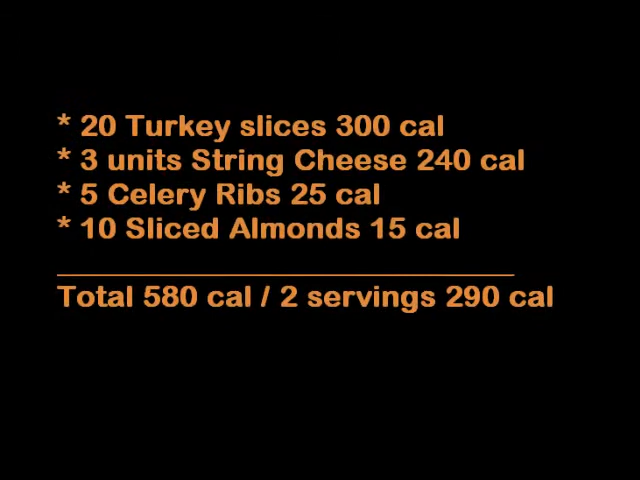 * 20 Turkey slices 300 cal
* 3 units String Cheese 240 cal
* 5 Celery Ribs 25 cal
* 10 Sliced Almonds 15 cal
Total 580 cal / 2 servings 290 cal